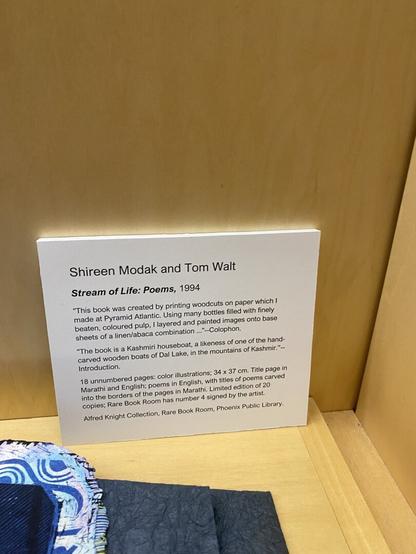 Shireen Modak and Tom Walt
Stream of Life: Poems, 1994
"This book was created by printing woodcuts on paper which I
made at Pyramid Atlantic. Using many bottles filled with finely
beaten, coloured pulp, I layered and painted images onto base
sheets of a linen/abaca combination ..."--Colophon.
"The book is a Kashmiri houseboat, a likeness of one of the hand-
carved wooden boats of Dal Lake, in the mountains of Kashmir."--
Introduction.
18 unnumbered pages: color illustrations; 34 x 37 cm. Title page in
Marathi and English; poems in English, with titles of poems carved
into the borders of the pages in Marathi. Limited edition of 20
copies; Rare Book Room has number 4 signed by the artist.
Alfred Knight Collection, Rare Book Room, Phoenix Public Library.